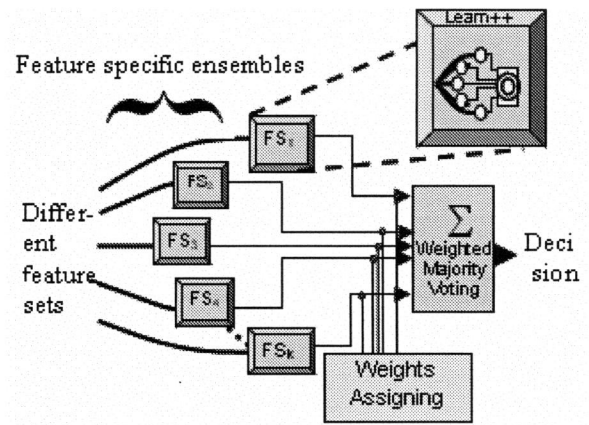 Learn++
Feature specific ensembles
FS₁
FS₂
Differ-
ent
feature
sets
FS₃
FS₄
FSₖ
Σ
Weighted
Majority
Voting
Deci
sion
Weights
Assigning